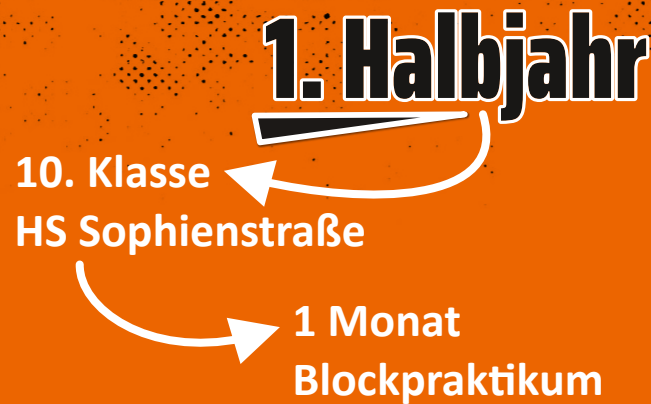 1. Halbjahr
10. Klasse
HS Sophienstraße
1 Monat
Blockpraktikum